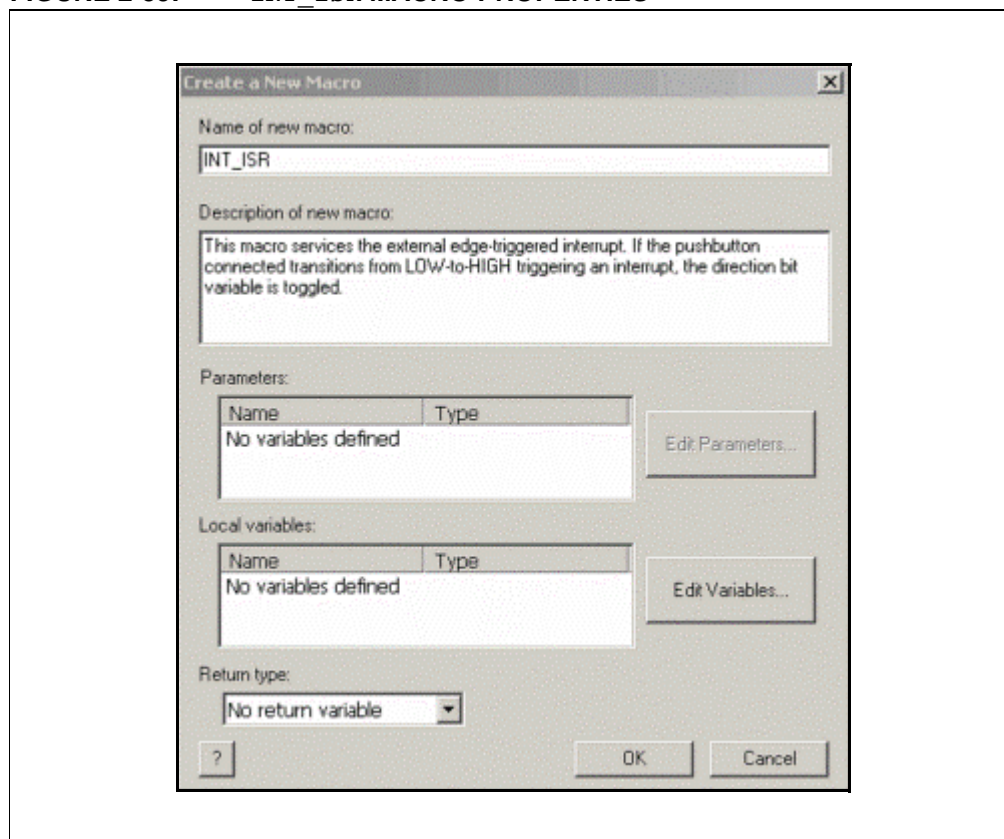 Create a New Macro
Name of new macro:
INT_ISR
Description of new macro:
This macro services the external edge-triggered interrupt. If the pushbutton
connected transitions from LOW-to-HIGH triggering an interrupt, the direction bit
variable is toggled.
Parameters:
Name Type
No variables defined
Edit Parameters...
Local variables:
Name Type
No variables defined
Edit Variables...
Return type:
No return variable
? OK Cancel